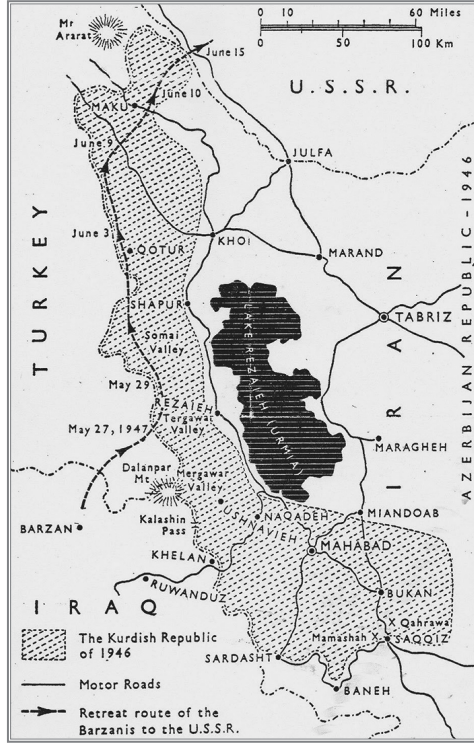 Mt
Ararat
0 10 60 Miles
0 50 100 Km
June 15
U.S.S.R.
June 10
MAKU
June 9
JULFA
TURKEY
June 3
KHOI
QOTUR
MARAND
SHAPUR
TABRIZ
Somai
Valley
LAKE REZAIEH (URMIA)
IRAN
AZERBIJAN REPUBLIC-1946
May 29
REZAIEH
Tergawar
Valley
May 27, 1947
MARAGHEH
Dalanpar
Mt
Mergawar
Valley
USHNAVIEH
NAQADEH
MIANDOAB
BARZAN
Kalashin
Pass
MAHABAD
KHELAN
RUWANDUZ
BUKAN
IRAQ
Qahrawa
Mamashah
SAQQIZ
SARDASHT
BANEH
The Kurdish Republic
of 1946
Motor Roads
Retreat route of the
Barzanis to the U.S.S.R.